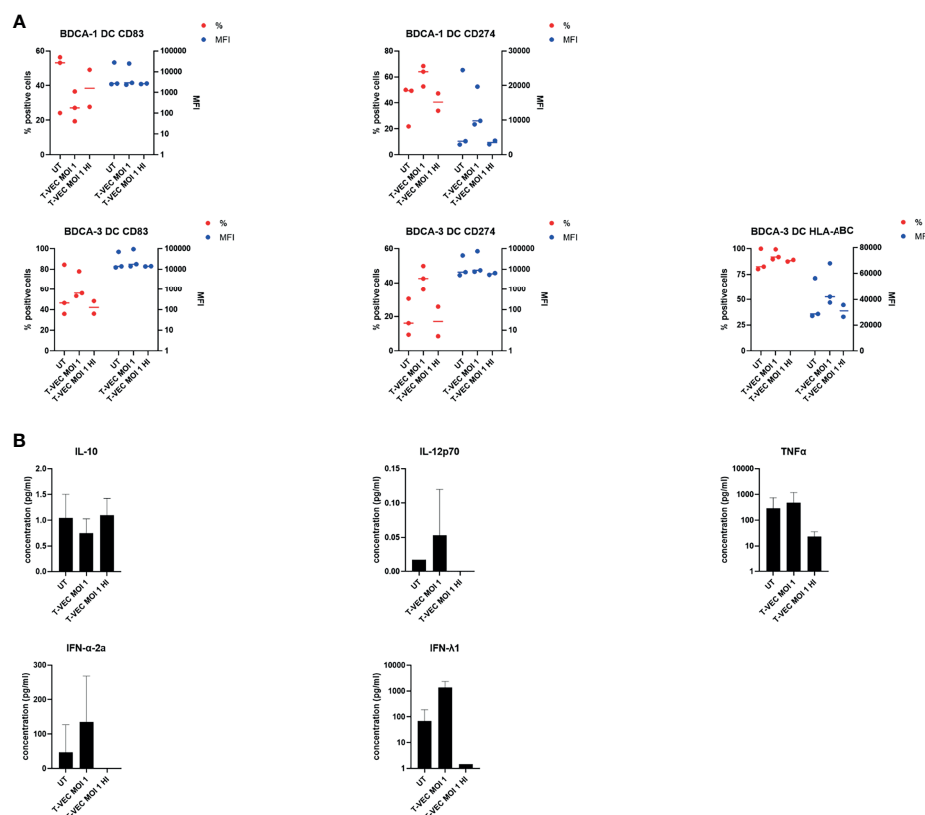 A
BDCA-1 DC CD83
%
MFI
% positive cells
60
40
20
0
100000
10000
1000
100
10
1
MFI
UT
T-VEC MOI 1
T-VEC MOI 1 HI
UT
T-VEC MOI 1
T-VEC MOI 1 HI
BDCA-1 DC CD274
%
MFI
% positive cells
80
60
40
20
0
30000
20000
10000
0
MFI
UT
T-VEC MOI 1
T-VEC MOI 1 HI
UT
T-VEC MOI 1
T-VEC MOI 1 HI
BDCA-3 DC CD83
%
MFI
% positive cells
100
80
60
40
20
0
100000
10000
1000
100
10
1
MFI
UT
T-VEC MOI 1
T-VEC MOI 1 HI
UT
T-VEC MOI 1
T-VEC MOI 1 HI
BDCA-3 DC CD274
%
MFI
% positive cells
100
80
60
40
20
0
100000
10000
1000
100
10
1
MFI
UT
T-VEC MOI 1
T-VEC MOI 1 HI
UT
T-VEC MOI 1
T-VEC MOI 1 HI
BDCA-3 DC HLA-ABC
%
% positive cells
100
75
50
25
0
80000
60000
40000
20000
MFI
UT
T-VEC MOI 1
T-VEC MOI 1 HI
UT
T-VEC MOI 1
T-VEC MOI 1 HI
B
IL-10
concentration (pg/ml)
2.0
1.5
1.0
0.5
0.0
UT
T-VEC MOI 1
T-VEC MOI 1 HI
IL-12p70
concentration (pg/ml)
0.15
0.10
0.05
0.00
UT
T-VEC MOI 1
T-VEC MOI 1 HI
TNFα
concentration (pg/ml)
10000
1000
100
10
1
UT
T-VEC MOI 1
T-VEC MOI 1 HI
IFN-α-2a
concentration (pg/ml)
300
200
100
0
UT
T-VEC MOI 1
T-VEC MOI 1 HI
IFN-λ1
concentration (pg/ml)
10000
1000
100
10
1
UT
T-VEC MOI 1
T-VEC MOI 1 HI